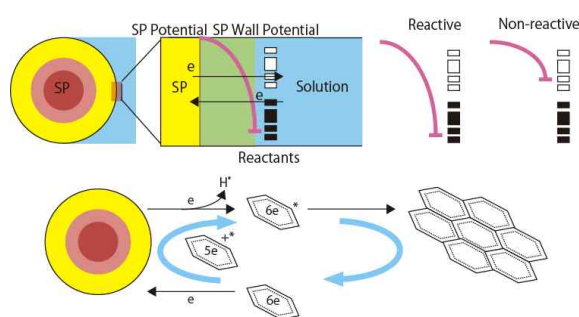 SP Potential SP Wall Potential
Reactive
Non-reactive
SP
e
SP
Solution
e
Reactants
H*
e
6e *
5e +*
e
6e